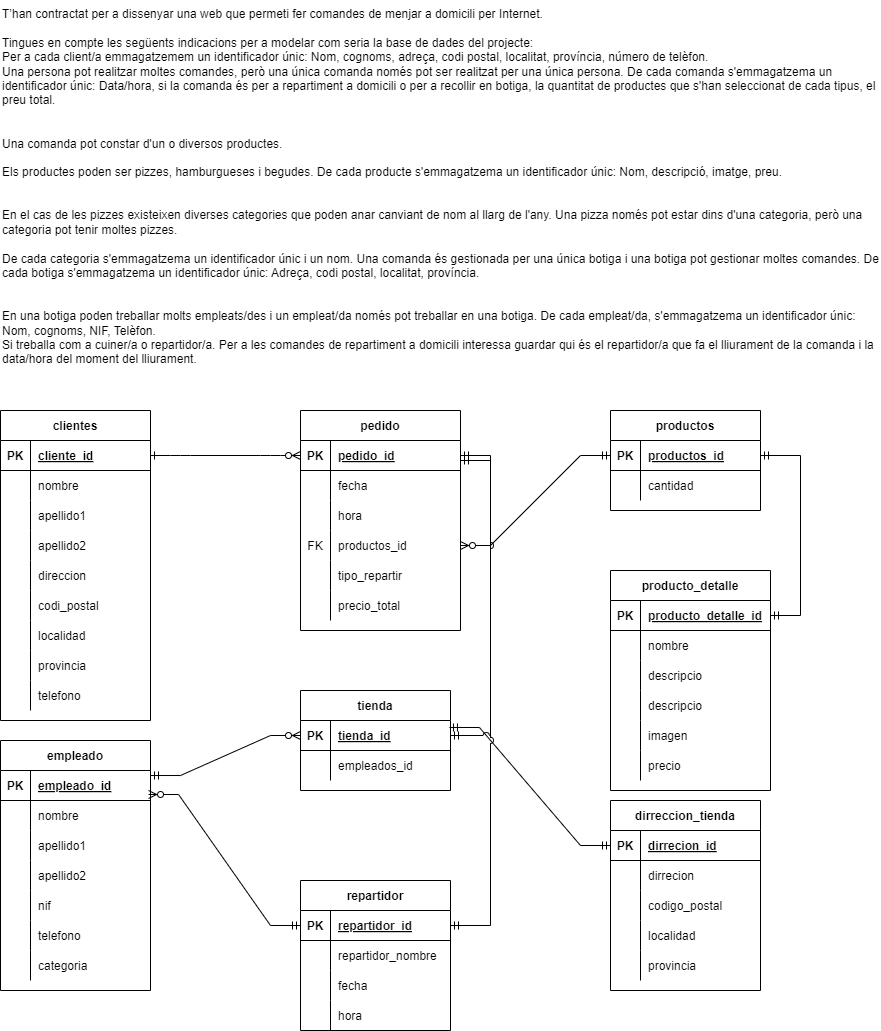 T'han contractat per a dissenyar una web que permeti fer comandes de menjar a domicili per Internet.
Tingues en compte les següents indicacions per a modelar com seria la base de dades del projecte:
Per a cada client/a emmagatzemem un identificador únic: Nom, cognoms, adreça, codi postal, localitat, província, número de telèfon.
Una persona pot realitzar moltes comandes, però una única comanda només pot ser realitzat per una única persona. De cada comanda s'emmagatzema un
identificador únic: Data/hora, si la comanda és per a repartiment a domicili o per a recollir en botiga, la quantitat de productes que s'han seleccionat de cada tipus, el
preu total.
Una comanda pot constar d'un o diversos productes.
Els productes poden ser pizzes, hamburgueses i begudes. De cada producte s'emmagatzema un identificador únic: Nom, descripció, imatge, preu.
En el cas de les pizzes existeixen diverses categories que poden anar canviant de nom al llarg de l'any. Una pizza només pot estar dins d'una categoria, però una
categoria pot tenir moltes pizzes.
De cada categoria s'emmagatzema un identificador únic i un nom. Una comanda és gestionada per una única botiga i una botiga pot gestionar moltes comandes. De
cada botiga s'emmagatzema un identificador únic: Adreça, codi postal, localitat, província.
En una botiga poden treballar molts empleats/des i un empleat/da només pot treballar en una botiga. De cada empleat/da, s'emmagatzema un identificador únic:
Nom, cognoms, NIF, Telèfon.
Si treballa com a cuiner/a o repartidor/a. Per a les comandes de repartiment a domicili interessa guardar qui és el repartidor/a que fa el lliurament de la comanda i la
data/hora del moment del lliurament.
clientes
PK cliente_id
nombre
apellido1
apellido2
direccion
codi_postal
localidad
provincia
telefono
pedido
PK pedido_id
fecha
hora
FK productos_id
tipo_repartir
precio_total
productos
PK productos_id
cantidad
producto_detalle
PK producto_detalle_id
nombre
descripcio
descripcio
imagen
precio
tienda
PK tienda_id
empleados_id
empleado
PK empleado_id
nombre
apellido1
apellido2
nif
telefono
categoria
repartidor
PK repartidor_id
repartidor_nombre
fecha
hora
dirreccion_tienda
PK dirrecion_id
dirrecion
codigo_postal
localidad
provincia